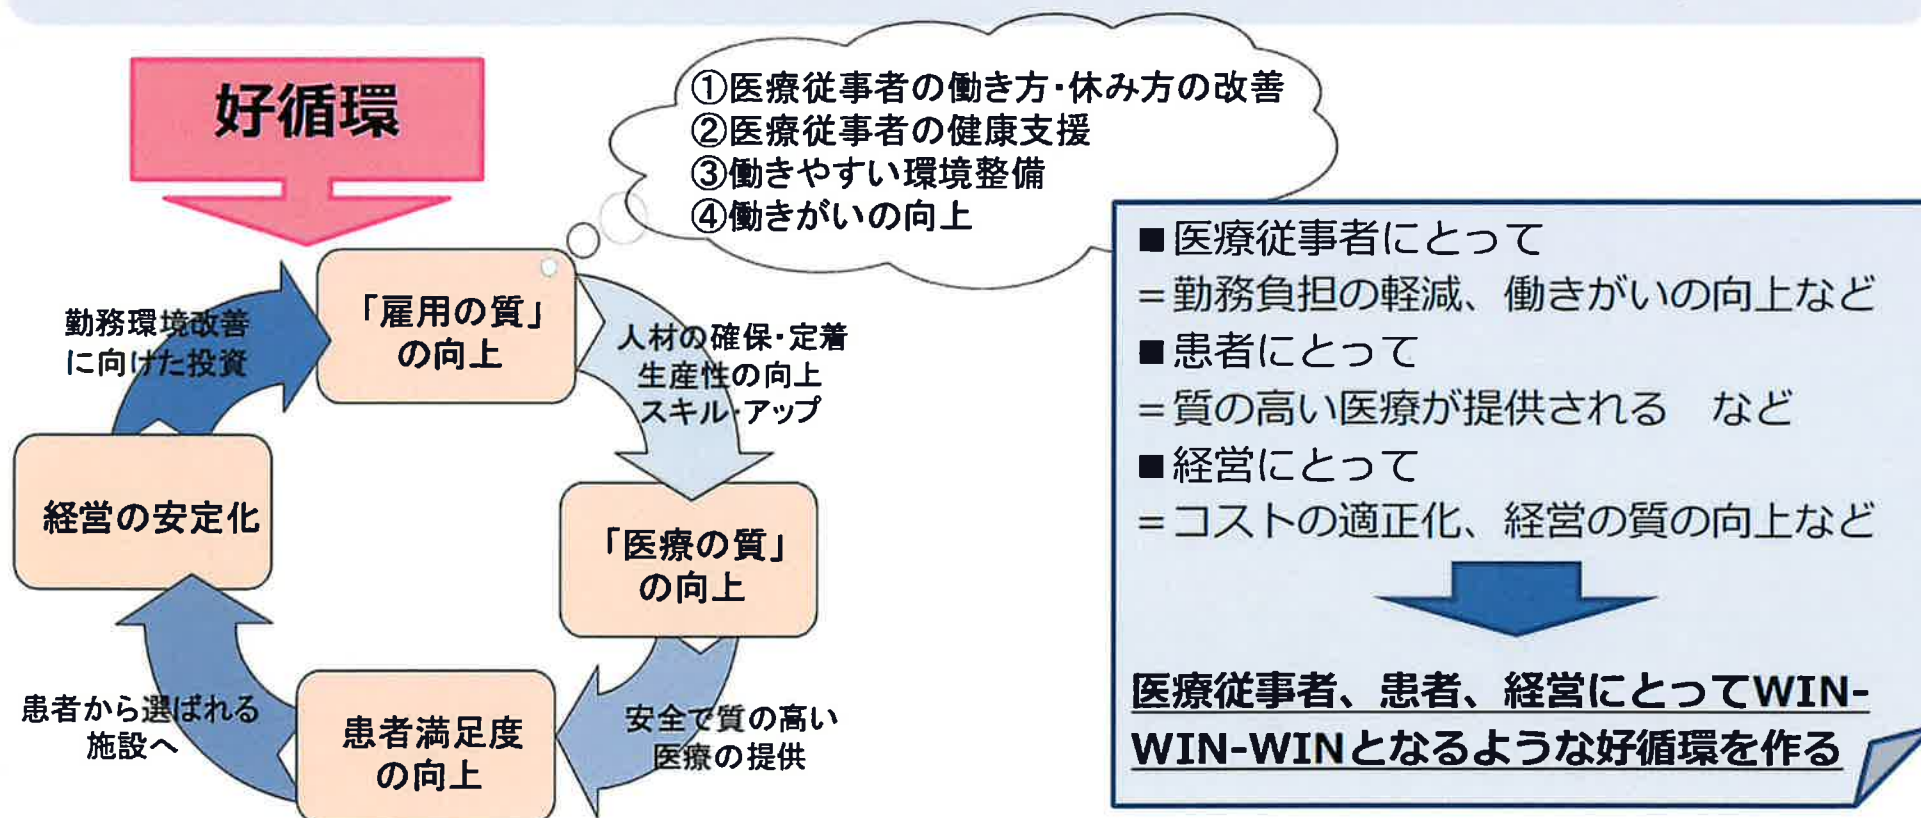 好循環
①医療従事者の働き方・休み方の改善
②医療従事者の健康支援
③働きやすい環境整備
④働きがいの向上
「雇用の質」
の向上
人材の確保・定着
生産性の向上
スキル・アップ
「医療の質」
の向上
安全で質の高い
医療の提供
患者満足度
の向上
患者から選ばれる
施設へ
経営の安定化
勤務環境改善
に向けた投資
■医療従事者にとって
＝勤務負担の軽減、働きがいの向上など
■患者にとって
＝質の高い医療が提供される　など
■経営にとって
＝コストの適正化、経営の質の向上など
医療従事者、患者、経営にとってWIN-
WIN-WINとなるような好循環を作る